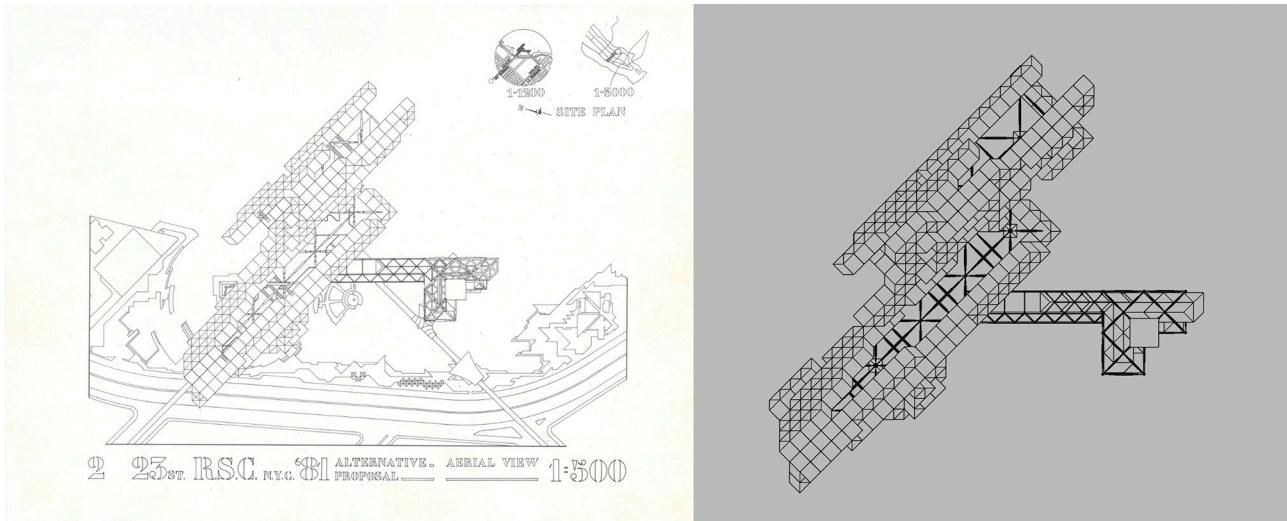 1-1200 1-5000
SITE PLAN
2 23ST. R.S.C. N.Y.C. '81 ALTERNATIVE- AERIAL VIEW 1:500
PROPOSAL